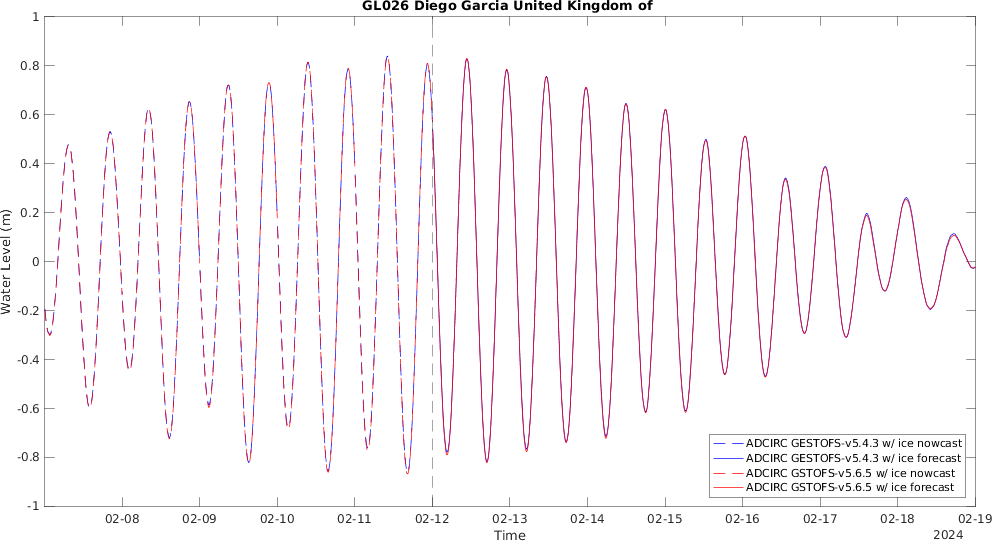 GL026 Diego Garcia United Kingdom of
1
0.8
0.6
0.4
0.2
0
-0.2
-0.4
-0.6
-0.8
-1
Water Level (m)
ADCIRC GESTOFS-v5.4.3 w/ ice nowcast
ADCIRC GESTOFS-v5.4.3 w/ ice forecast
ADCIRC GSTOFS-v5.6.5 w/ ice nowcast
ADCIRC GSTOFS-v5.6.5 w/ ice forecast
02-08 02-09 02-10 02-11 02-12 02-13 02-14 02-15 02-16 02-17 02-18 02-19
Time
2024